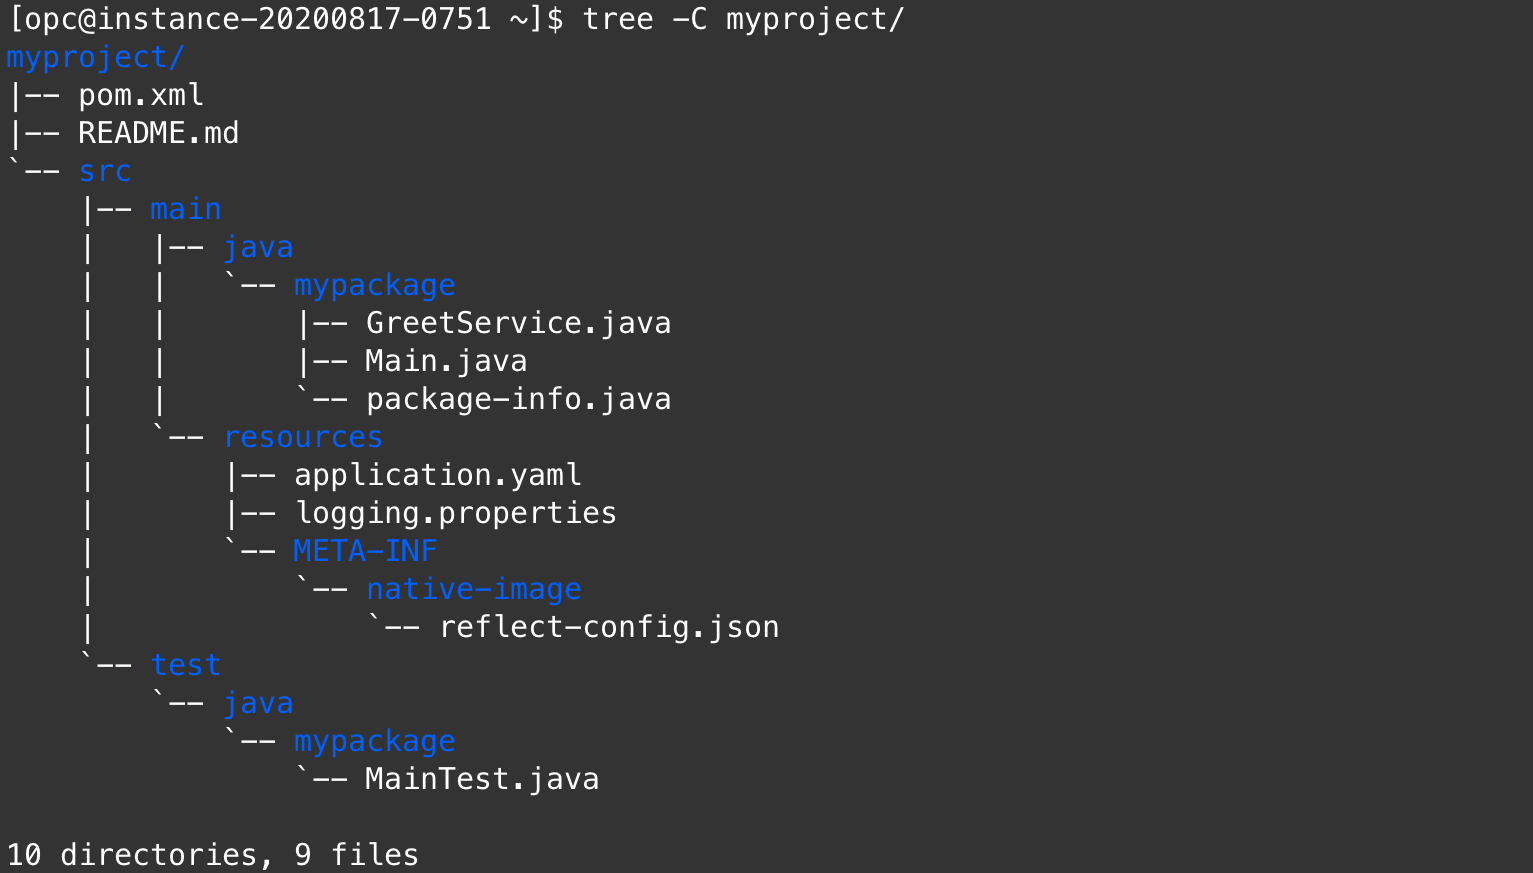 [opc@instance-20200817-0751 ~]$ tree -C myproject/
myproject/
|-- pom.xml
|-- README.md
`-- src
    |-- main
    |   |-- java
    |   |   `-- mypackage
    |   |       |-- GreetService.java
    |   |       |-- Main.java
    |   |       `-- package-info.java
    |   `-- resources
    |       |-- application.yaml
    |       |-- logging.properties
    |       `-- META-INF
    |           `-- native-image
    |               `-- reflect-config.json
    `-- test
        `-- java
            `-- mypackage
                `-- MainTest.java

10 directories, 9 files